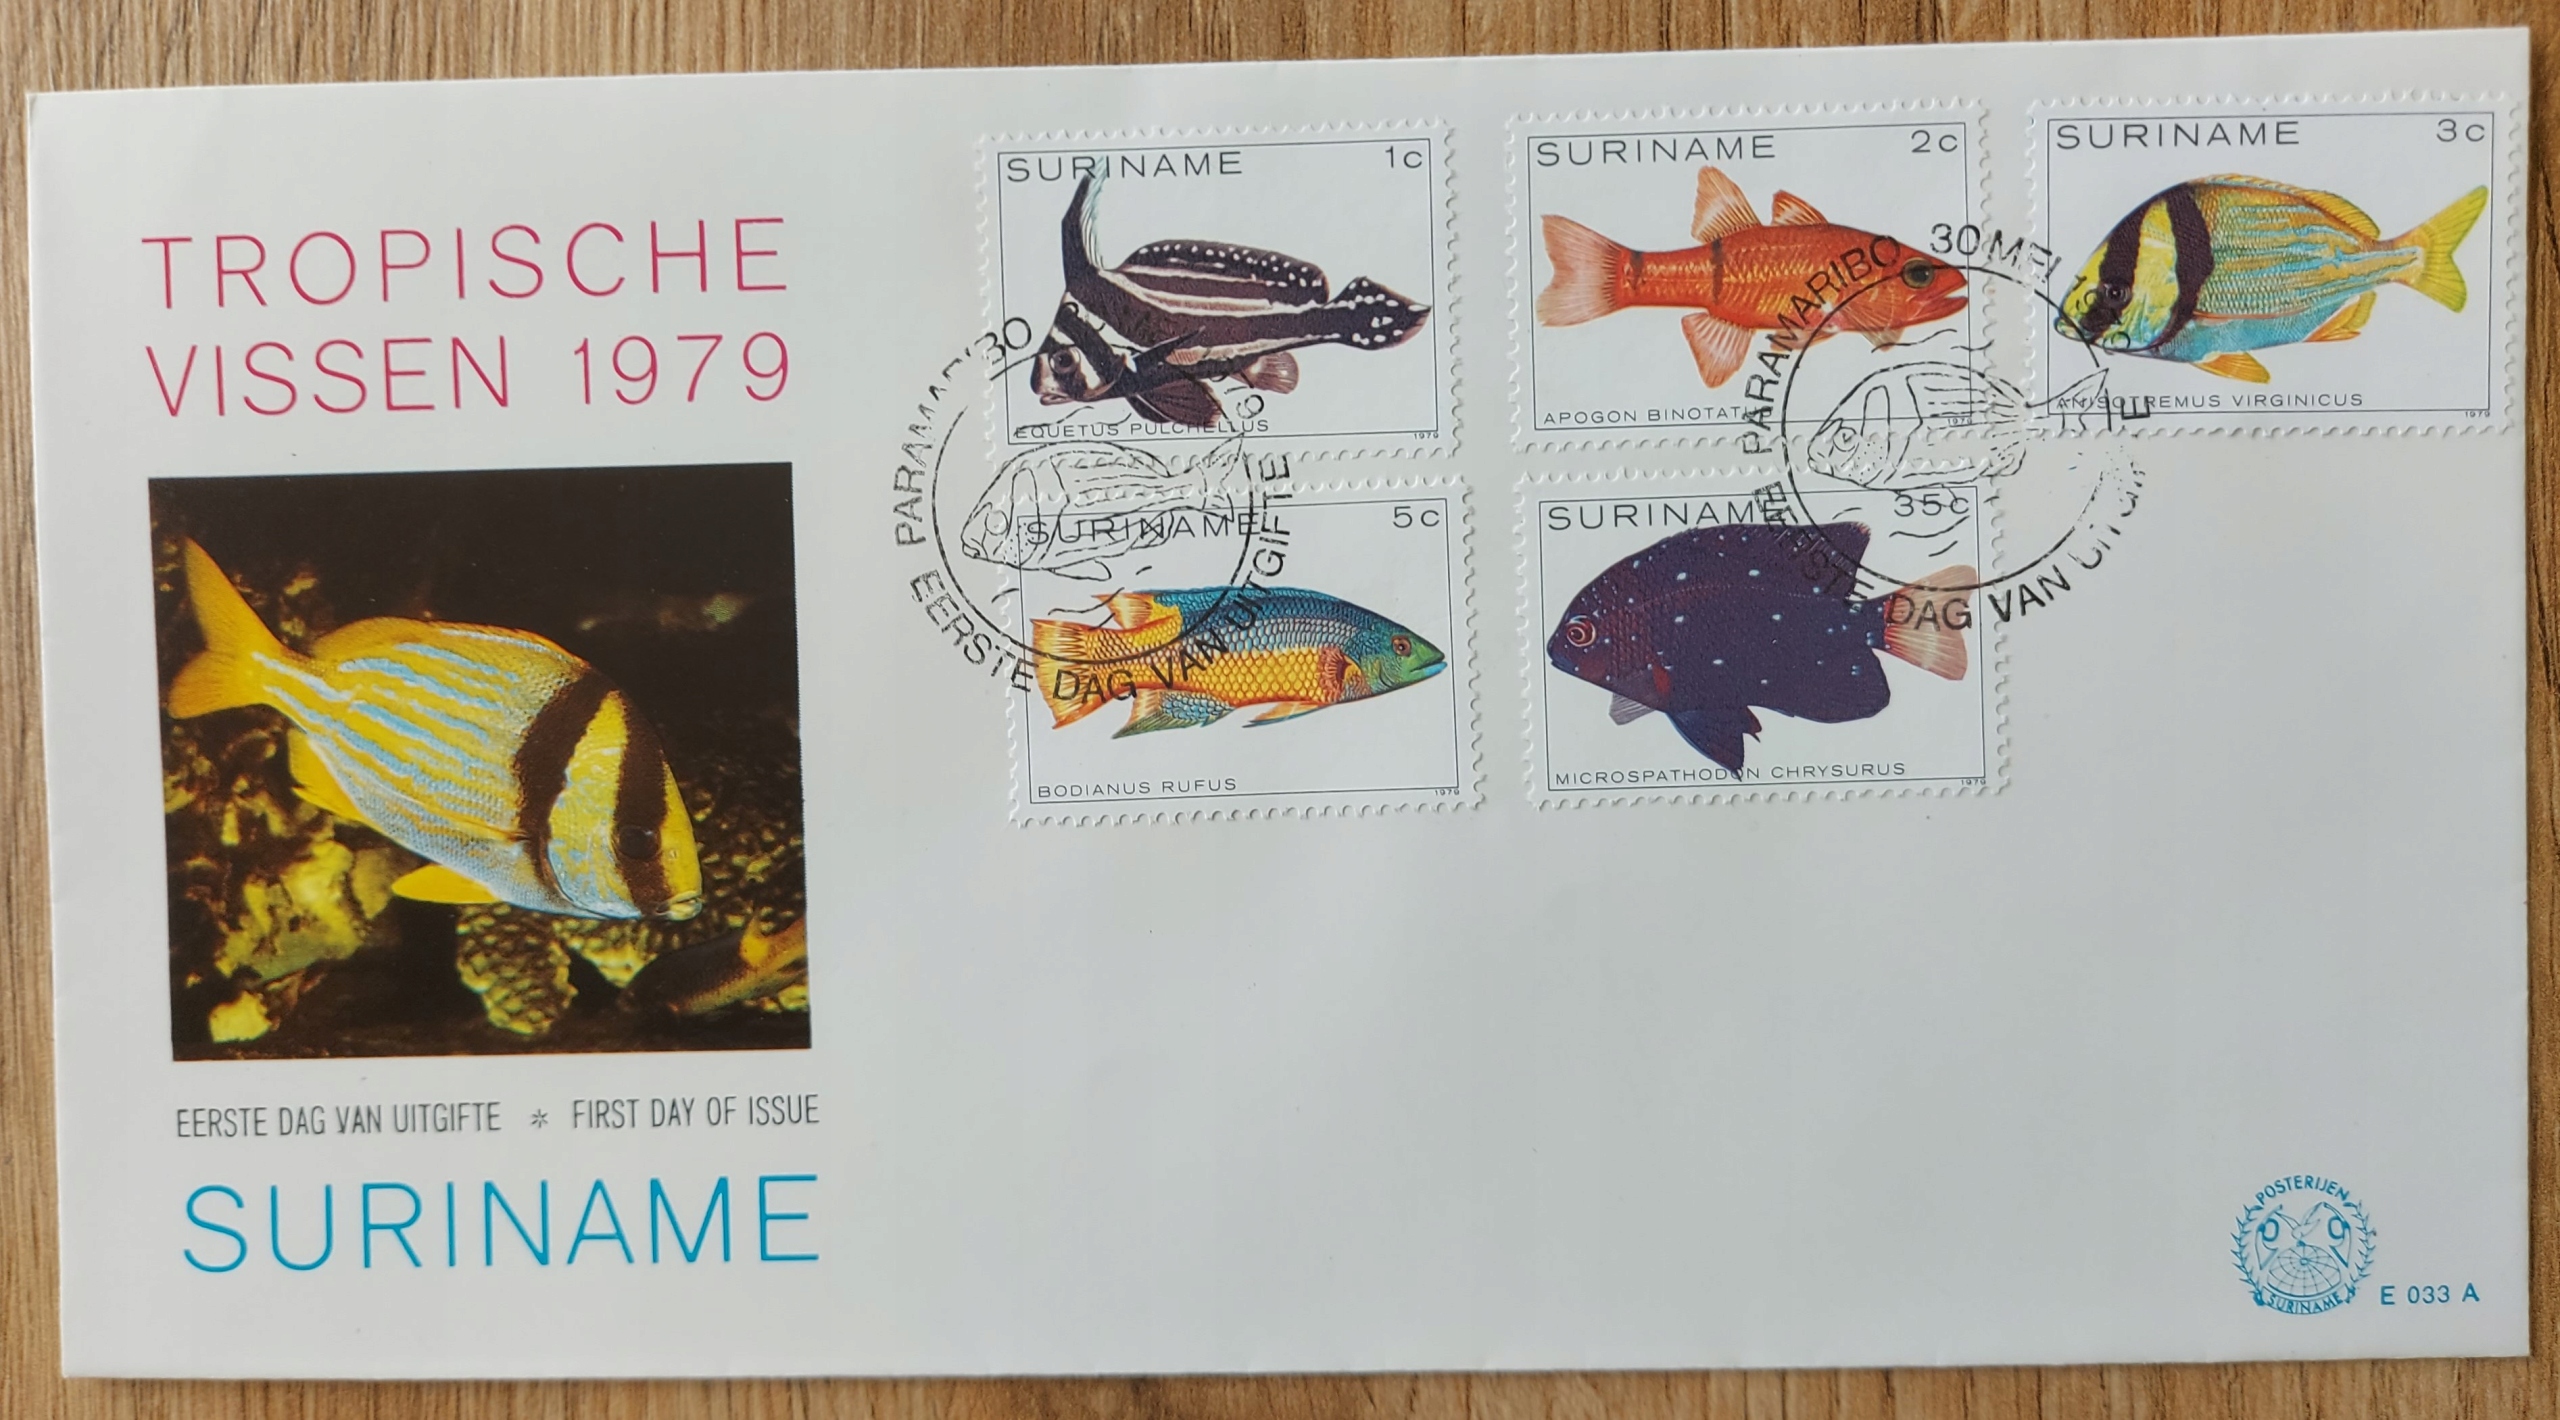 TROPISCHE
VISSEN 1979
EERSTE DAG VAN UITGIFTE * FIRST DAY OF ISSUE
SURINAME
SURINAME 1c
EQUETUS PULCHELLUS
1979
SURINAME 2c
APOGON
1979
SURINAME 3c
ANISOTREMUS VIRGINICUS
1979
SURINAME 5c
BODIANUS RUFUS
1979
SURINAME 35c
MICROSPATHODON CHRYSURUS
1979
30
EERSTE DAG VAN UITGIFTE
PARAMARIBO 30 MEI
EERSTE DAG VAN
POSTERIJEN
SURINAME
E 033 A